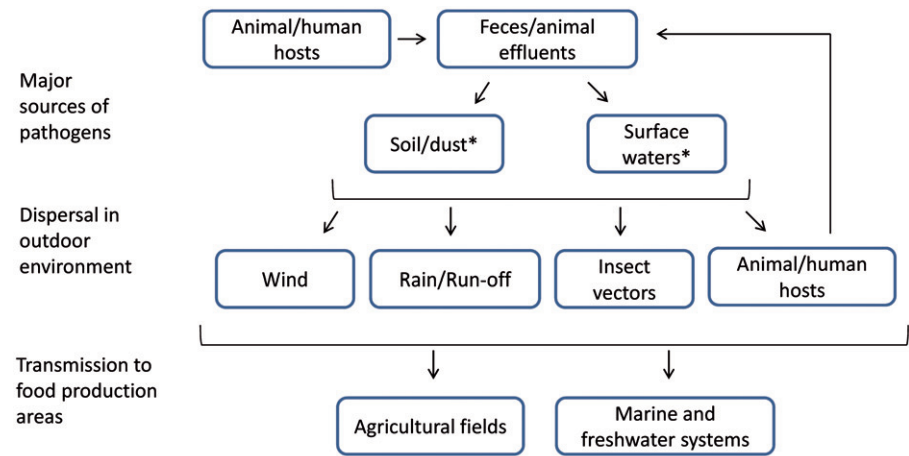 Animal/human
hosts
Feces/animal
effluents
Major
sources of
pathogens
Soil/dust*
Surface
waters*
Dispersal in
outdoor
environment
Wind
Rain/Run-off
Insect
vectors
Animal/human
hosts
Transmission to
food production
areas
Agricultural fields
Marine and
freshwater systems